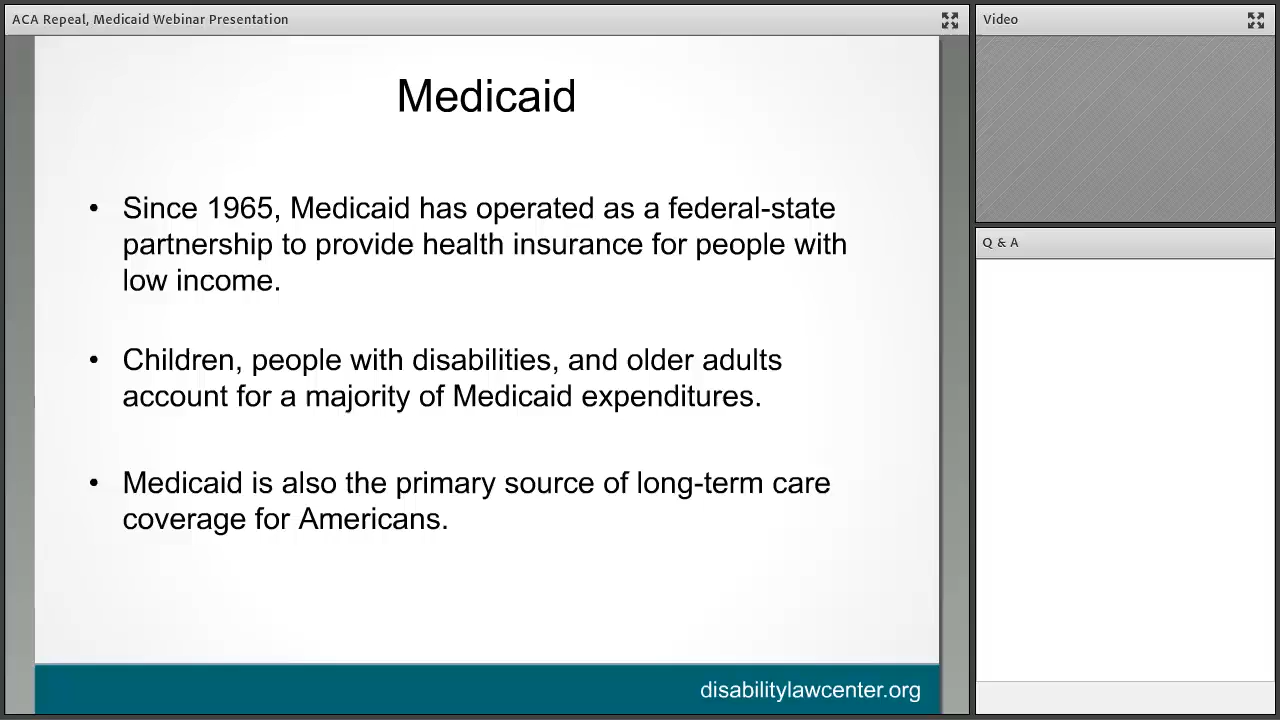 ACA Repeal, Medicaid Webinar Presentation
Video
Medicaid
• Since 1965, Medicaid has operated as a federal-state
partnership to provide health insurance for people with
low income.
• Children, people with disabilities, and older adults
account for a majority of Medicaid expenditures.
• Medicaid is also the primary source of long-term care
coverage for Americans.
disabilitylawcenter.org
Q & A